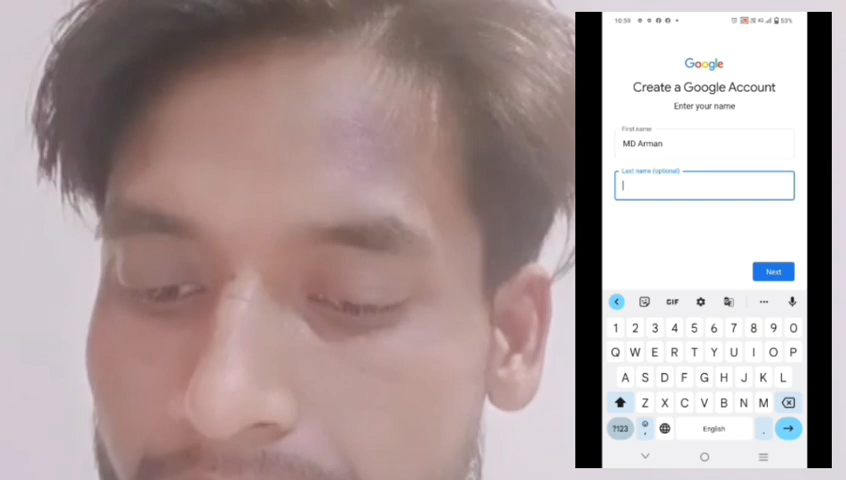 10:59
53%
Google
Create a Google Account
Enter your name
First name
MD Arman
Last name (optional)
Next
GIF
1 2 3 4 5 6 7 8 9 0
Q W E R T Y U I O P
A S D F G H J K L
Z X C V B N M
?123 , English .